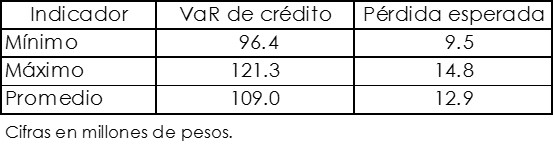 Indicador VaR de crédito Pérdida esperada
Mínimo 96.4 9.5
Máximo 121.3 14.8
Promedio 109.0 12.9
Cifras en millones de pesos.